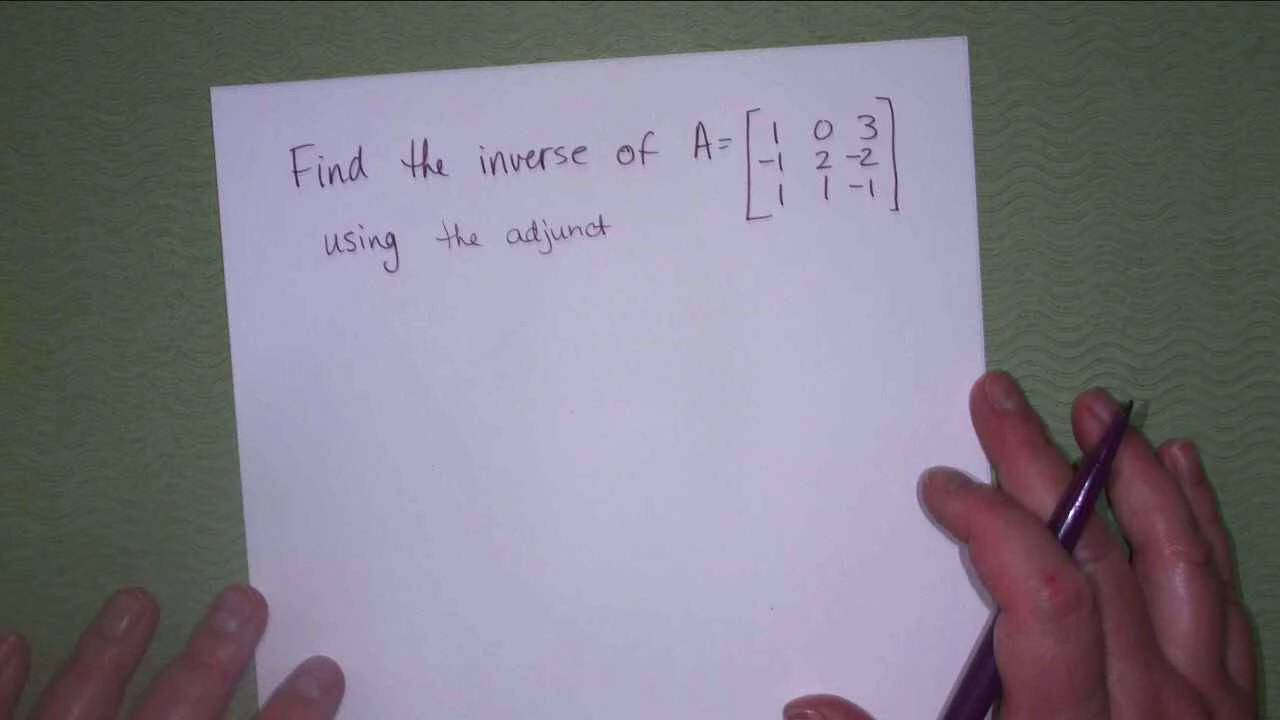 Find the inverse of A= [1 0 3
-1 2 -2
1 1 -1]
using the adjunct